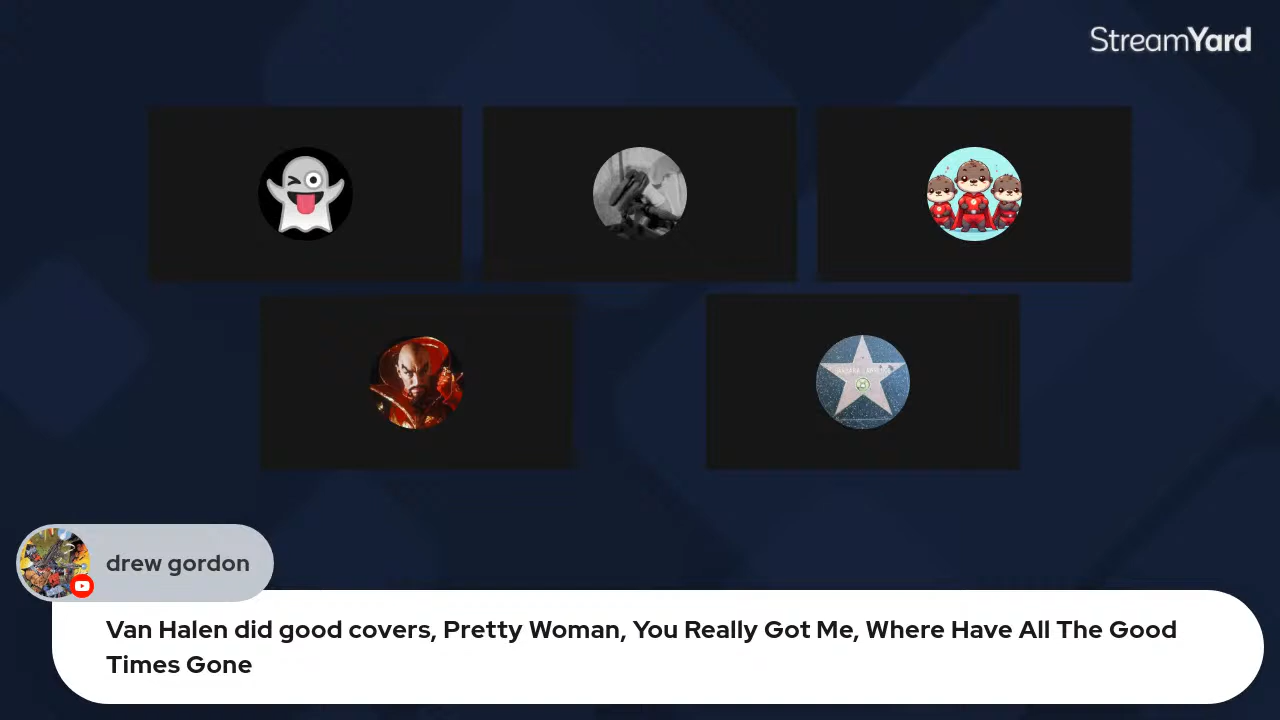 StreamYard
drew gordon
Van Halen did good covers, Pretty Woman, You Really Got Me, Where Have All The Good
Times Gone